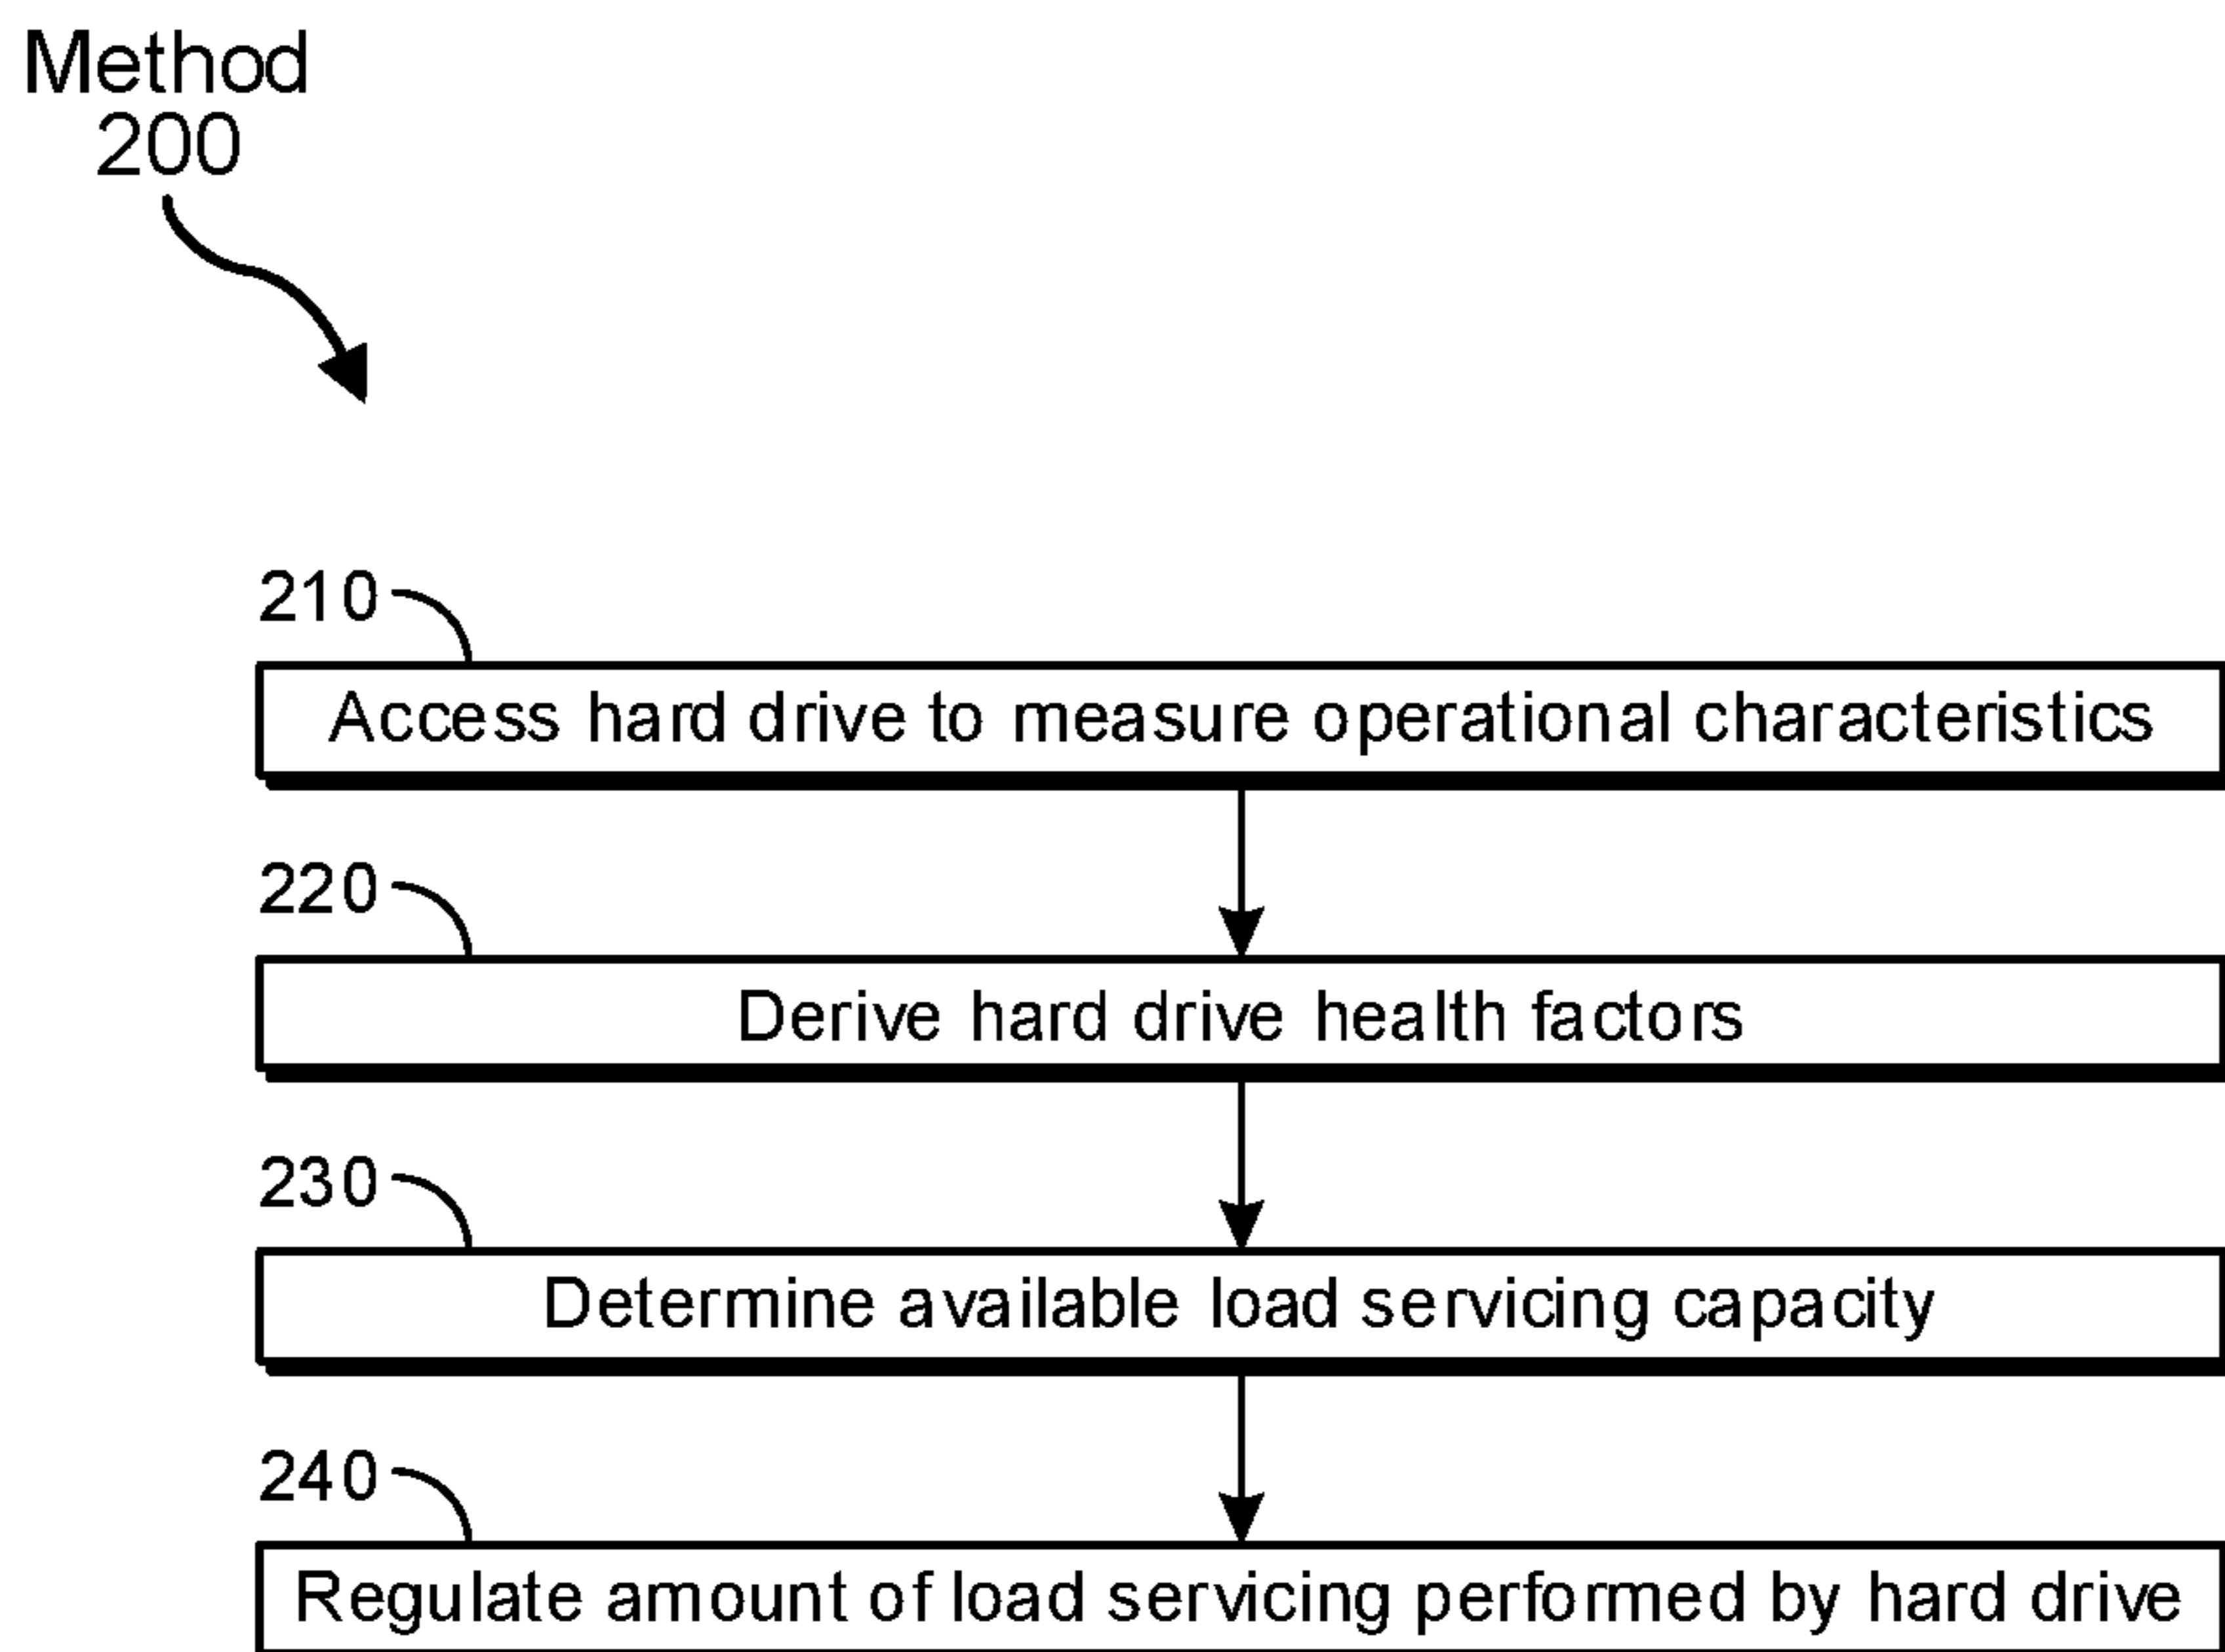 Method
200
210
Access hard drive to measure operational characteristics
220
Derive hard drive health factors
230
Determine available load servicing capacity
240
Regulate amount of load servicing performed by hard drive